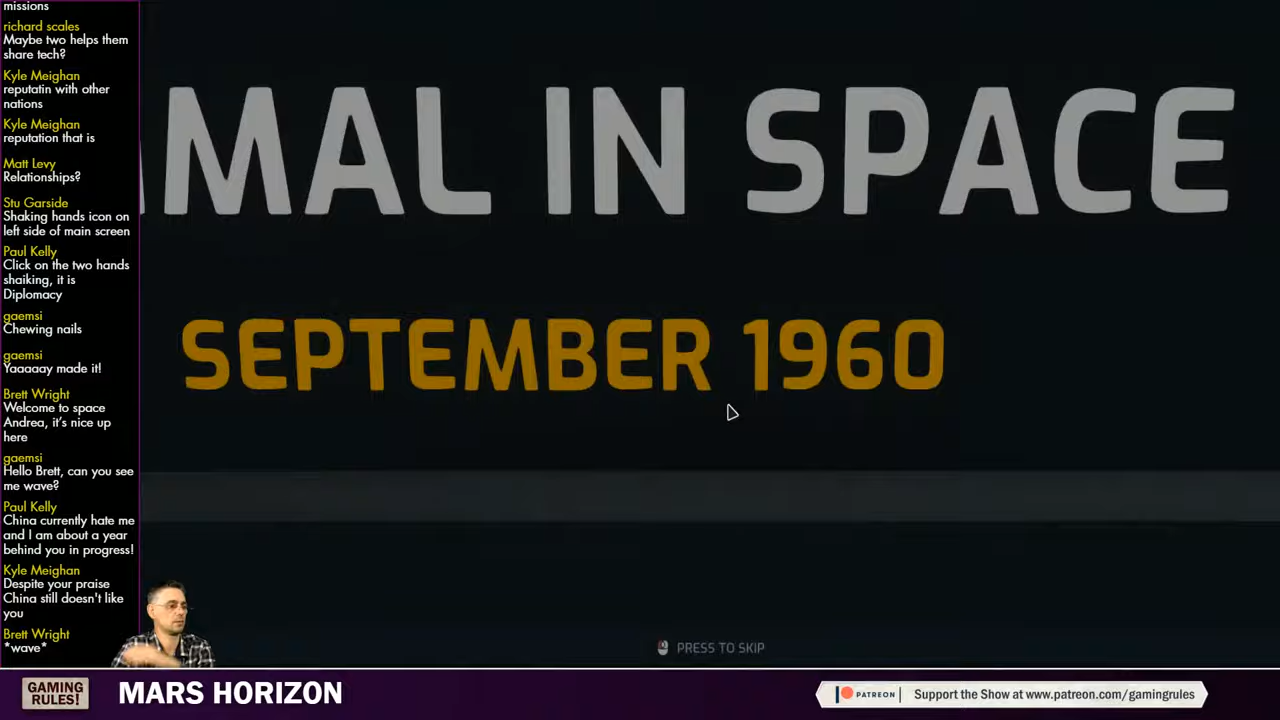 missions
richard scales
Maybe two helps them
share tech?
Kyle Meighan
reputatin with other
nations
Kyle Meighan
reputation that is
Matt Levy
Relationships?
Stu Garside
Shaking hands icon on
left side of main screen
Paul Kelly
Click on the two hands
shaiking, it is
Diplomacy
gaemsi
Chewing nails
gaemsi
Yaaaaay made it!
Brett Wright
Welcome to space
Andrea, it's nice up
here
gaemsi
Hello Brett, can you see
me wave?
Paul Kelly
China currently hate me
and I am about a year
behind you in progress!
Kyle Meighan
Despite your praise
China still doesn't like
you
Brett Wright
*wave*
MAL IN SPACE
SEPTEMBER 1960
PRESS TO SKIP
GAMING
RULES!
MARS HORIZON
PATREON
Support the Show at www.patreon.com/gamingrules